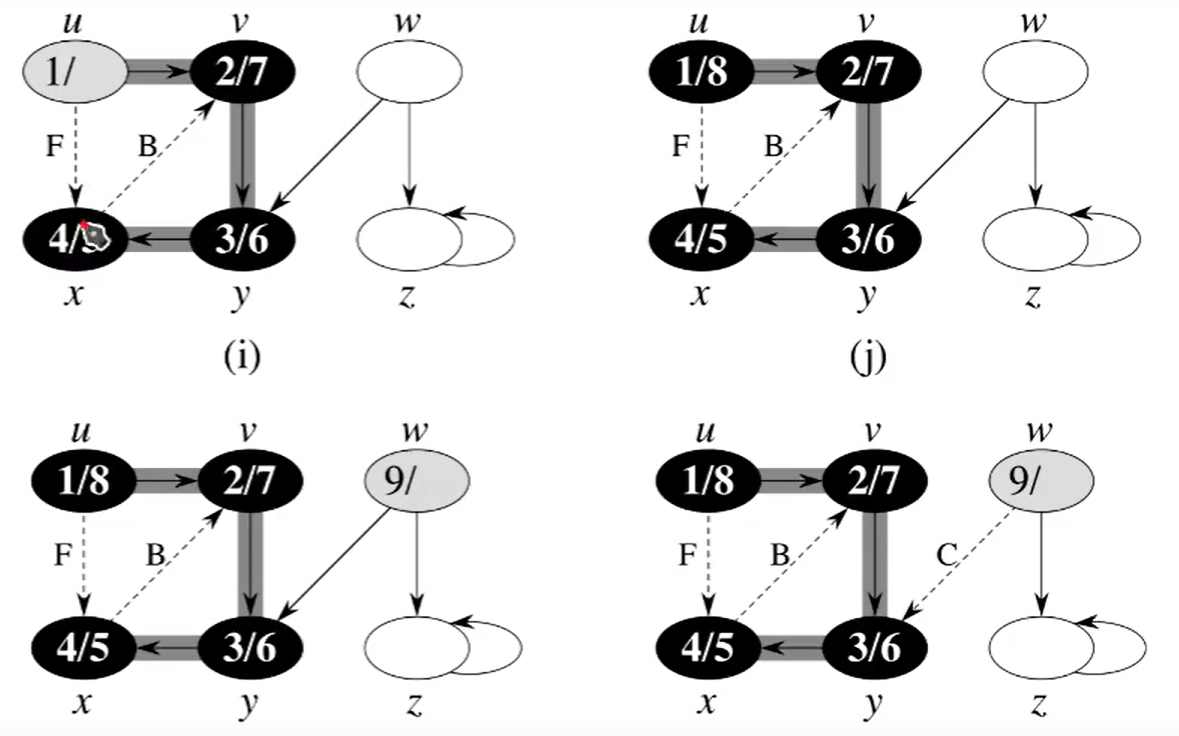 u v w u v w
1/ 2/7 1/8 2/7
F B F B
4/5 3/6 4/5 3/6
x y z x y z
(i) (j)
u v w u v w
1/8 2/7 9/ 1/8 2/7 9/
F B F B C
4/5 3/6 4/5 3/6
x y z x y z